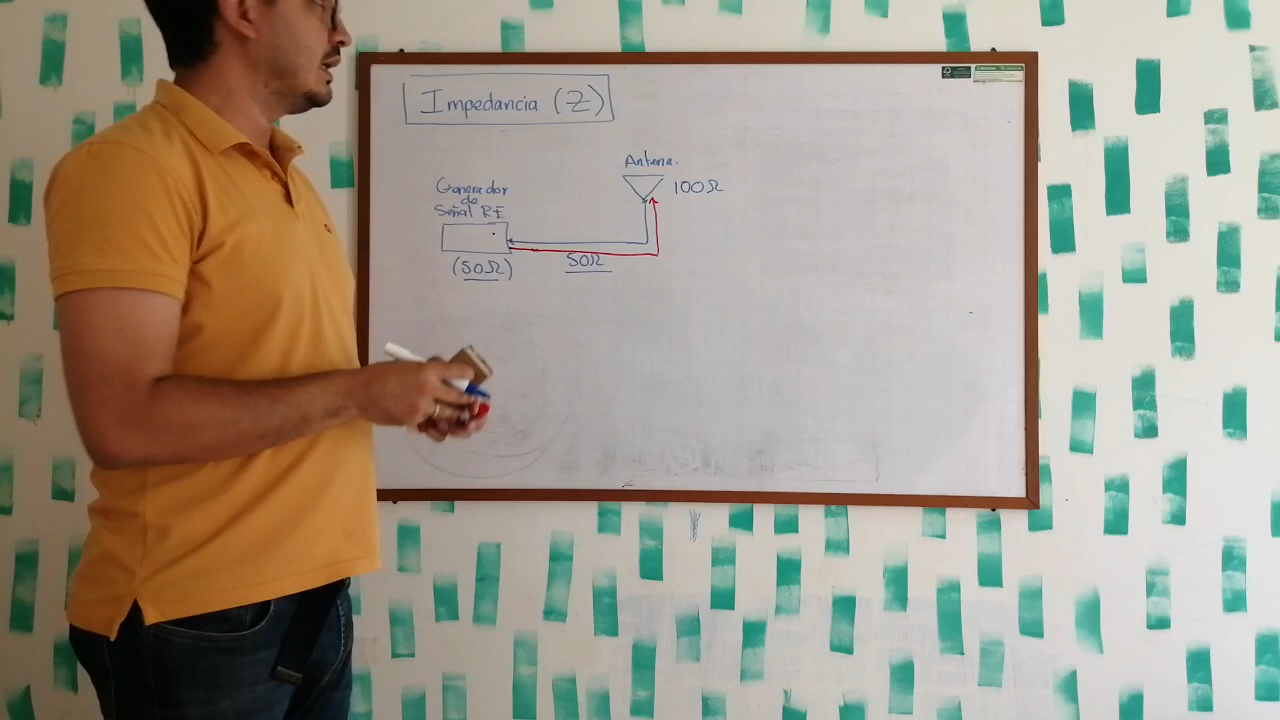 Impedancia (Z)
Antena.
100Ω
Generador
de
Señal RF
(50Ω)
50Ω